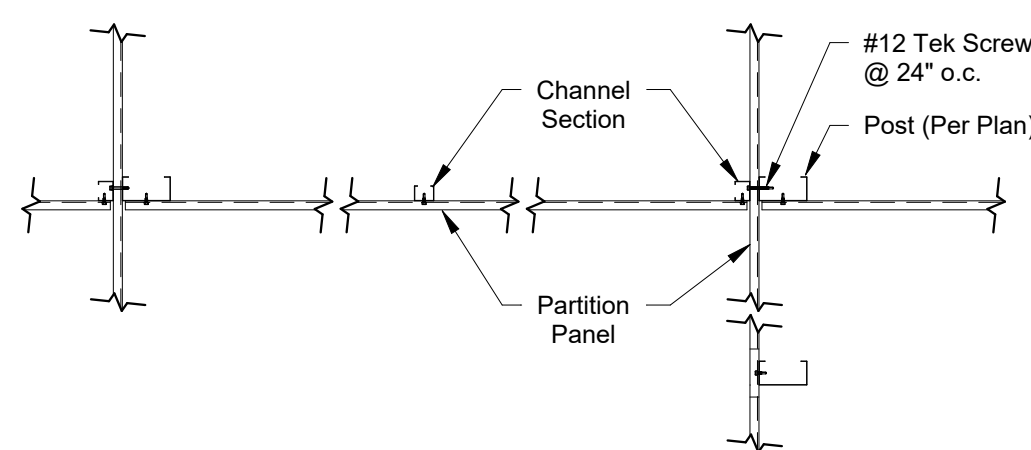 #12 Tek Screw
@ 24" o.c.
Channel
Section
Post (Per Plan)
Partition
Panel